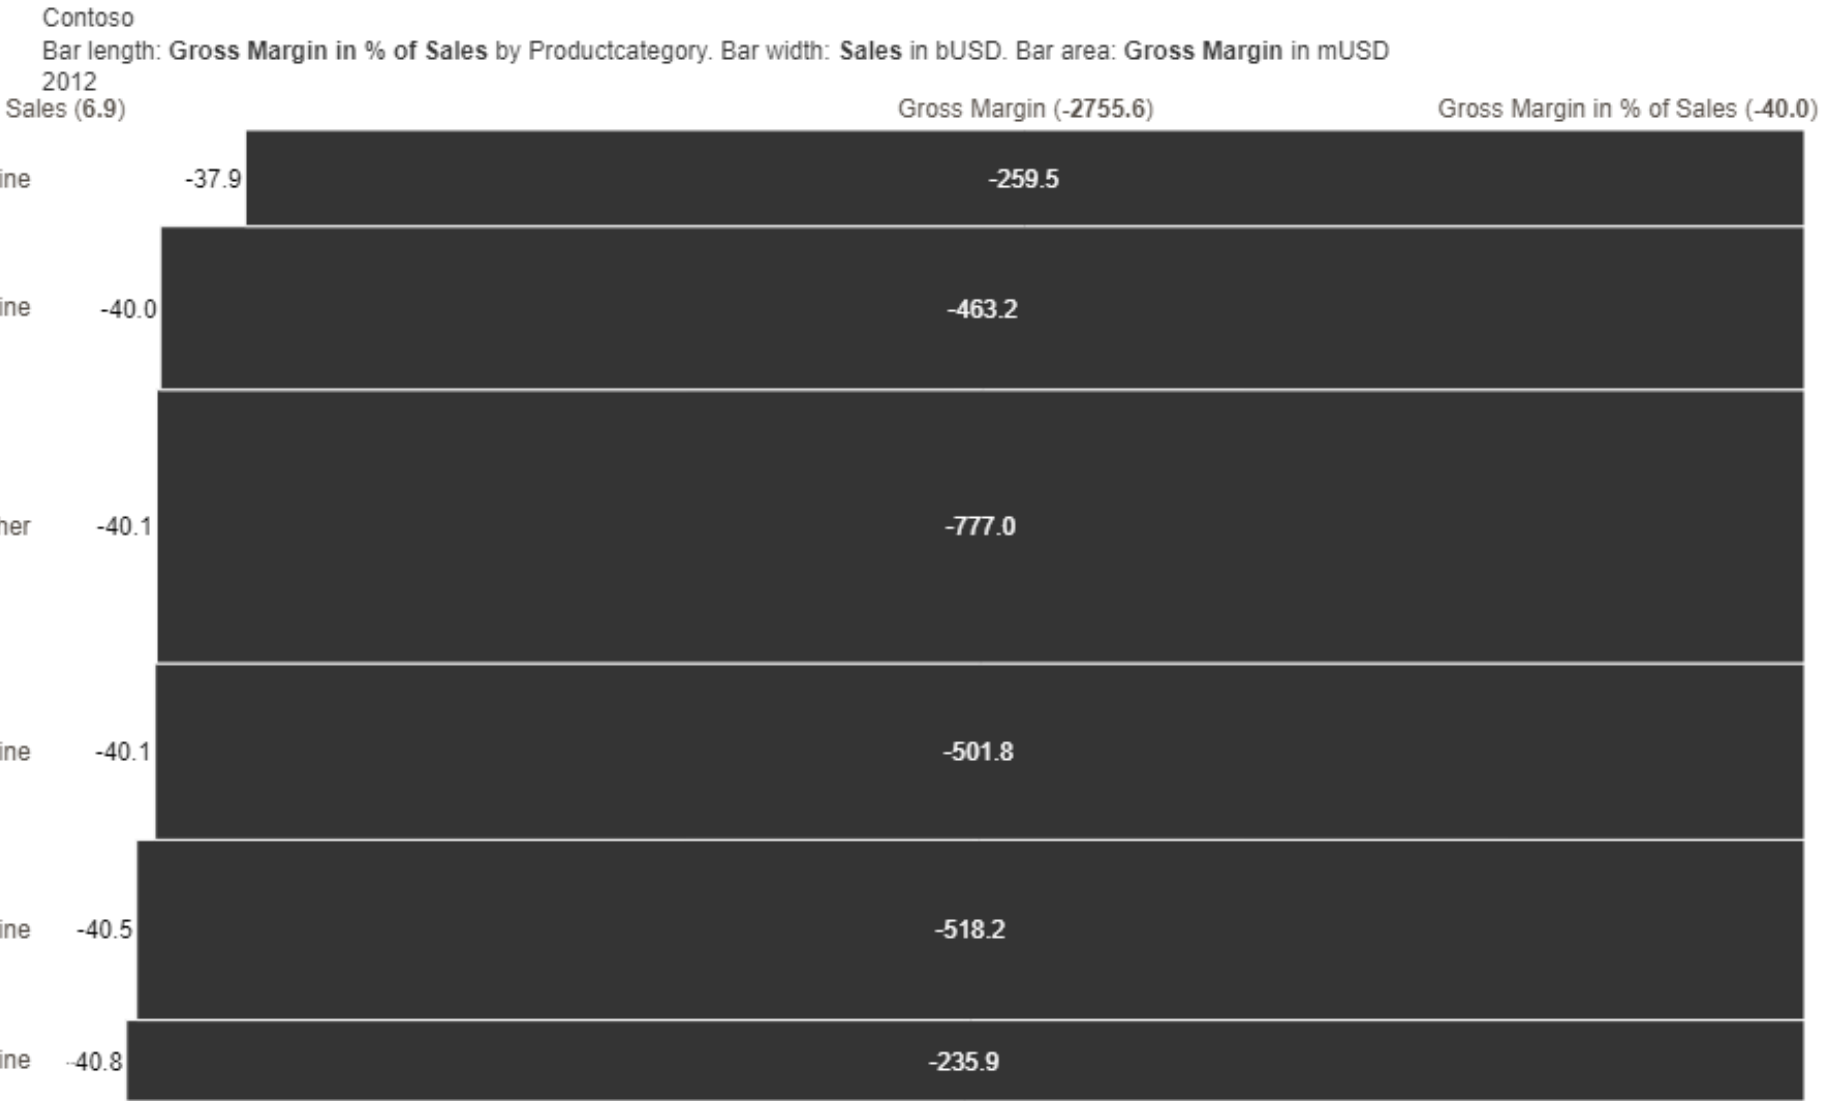 Contoso
Bar length: Gross Margin in % of Sales by Productcategory. Bar width: Sales in bUSD. Bar area: Gross Margin in mUSD
2012
Sales (6.9) Gross Margin (-2755.6) Gross Margin in % of Sales (-40.0)
ine -37.9 -259.5
ine -40.0 -463.2
her -40.1 -777.0
ine -40.1 -501.8
ine -40.5 -518.2
ine -40.8 -235.9